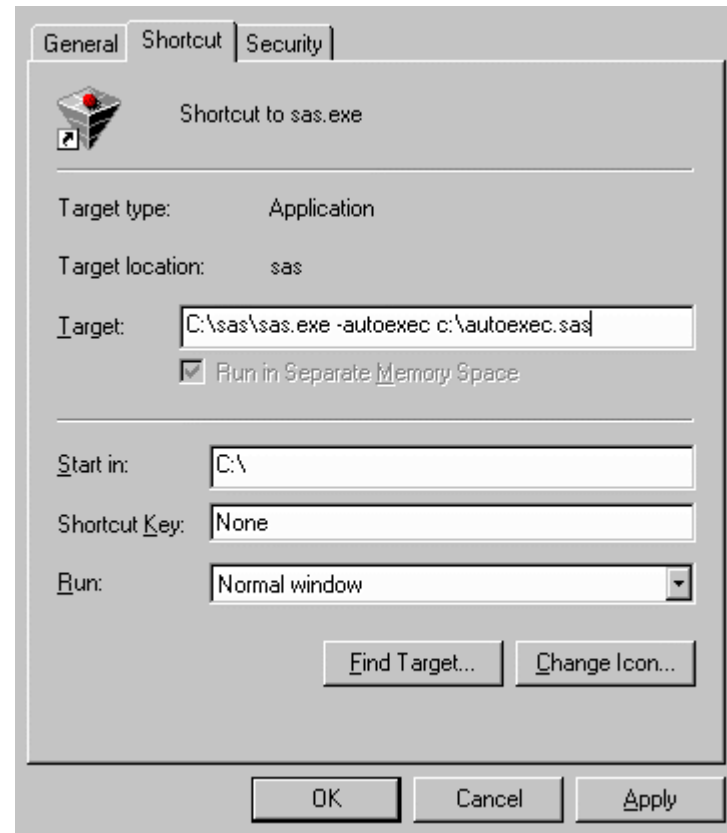 General Shortcut Security
Shortcut to sas.exe
Target type: Application
Target location: sas
Target: C:\sas\sas.exe -autoexec c:\autoexec.sas
Run in Separate Memory Space
Start in: C:\
Shortcut Key: None
Run: Normal window
Find Target... Change Icon...
OK Cancel Apply